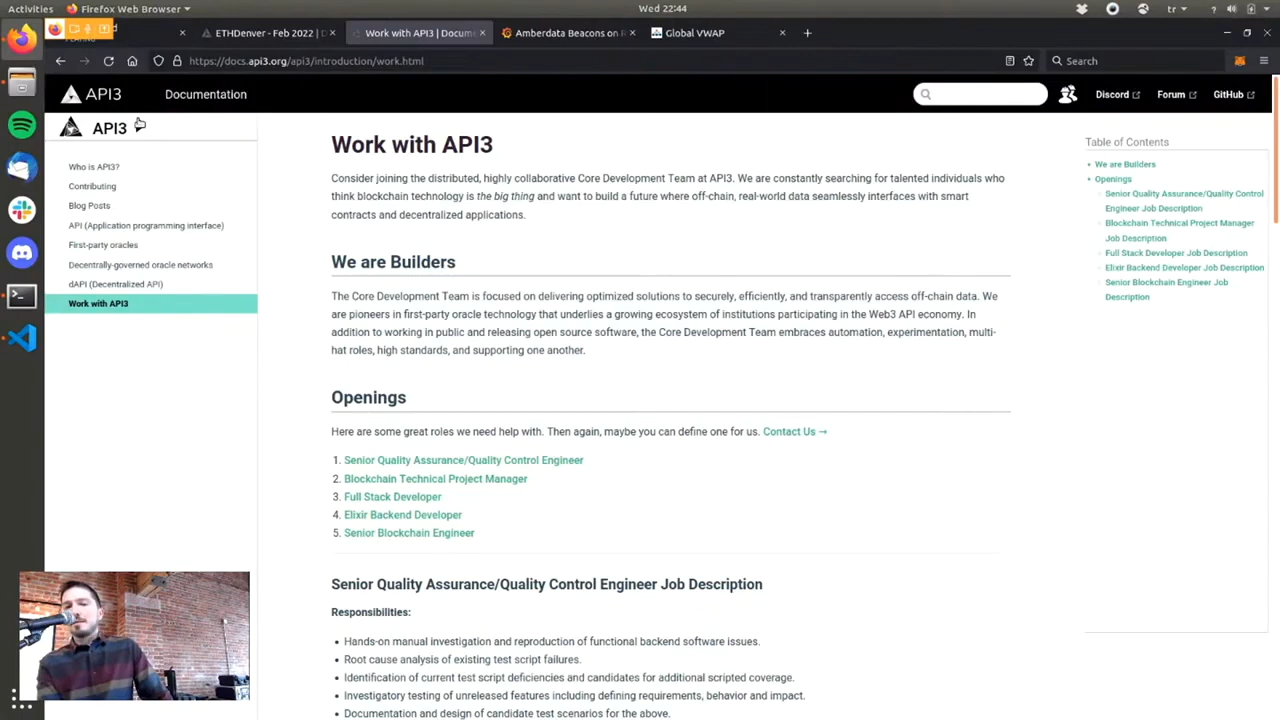 Activities
Firefox Web Browser
Wed 22:44
tr
ETHDenver - Feb 2022 | D
Work with API3 | Docume
Amberdata Beacons on R
Global VWAP
https://docs.api3.org/api3/introduction/work.html
Search
API3
Documentation
Discord
Forum
GitHub
API3
Who is API3?
Contributing
Blog Posts
API (Application programming interface)
First-party oracles
Decentrally-governed oracle networks
dAPI (Decentralized API)
Work with API3
Work with API3
Consider joining the distributed, highly collaborative Core Development Team at API3. We are constantly searching for talented individuals who
think blockchain technology is the big thing and want to build a future where off-chain, real-world data seamlessly interfaces with smart
contracts and decentralized applications.
We are Builders
The Core Development Team is focused on delivering optimized solutions to securely, efficiently, and transparently access off-chain data. We
are pioneers in first-party oracle technology that underlies a growing ecosystem of institutions participating in the Web3 API economy. In
addition to working in public and releasing open source software, the Core Development Team embraces automation, experimentation, multi-
hat roles, high standards, and supporting one another.
Openings
Here are some great roles we need help with. Then again, maybe you can define one for us. Contact Us →
1. Senior Quality Assurance/Quality Control Engineer
2. Blockchain Technical Project Manager
3. Full Stack Developer
4. Elixir Backend Developer
5. Senior Blockchain Engineer
Senior Quality Assurance/Quality Control Engineer Job Description
Responsibilities:
• Hands-on manual investigation and reproduction of functional backend software issues.
• Root cause analysis of existing test script failures.
• Identification of current test script deficiencies and candidates for additional scripted coverage.
• Investigatory testing of unreleased features including defining requirements, behavior and impact.
• Documentation and design of candidate test scenarios for the above.
Table of Contents
• We are Builders
• Openings
Senior Quality Assurance/Quality Control
Engineer Job Description
Blockchain Technical Project Manager
Job Description
Full Stack Developer Job Description
Elixir Backend Developer Job Description
Senior Blockchain Engineer Job
Description